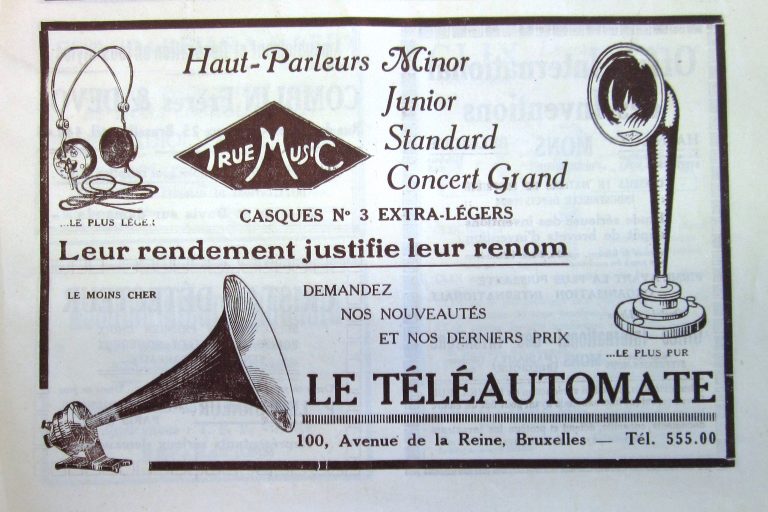 Haut-Parleurs Minor
Junior
Standard
Concert Grand
TRUE MUSIC
...LE PLUS LÉGER
CASQUES Nº 3 EXTRA-LÉGERS
Leur rendement justifie leur renom
LE MOINS CHER
DEMANDEZ
NOS NOUVEAUTÉS
ET NOS DERNIERS PRIX
...LE PLUS PUR
LE TÉLÉAUTOMATE
100, Avenue de la Reine, Bruxelles — Tél. 555.00